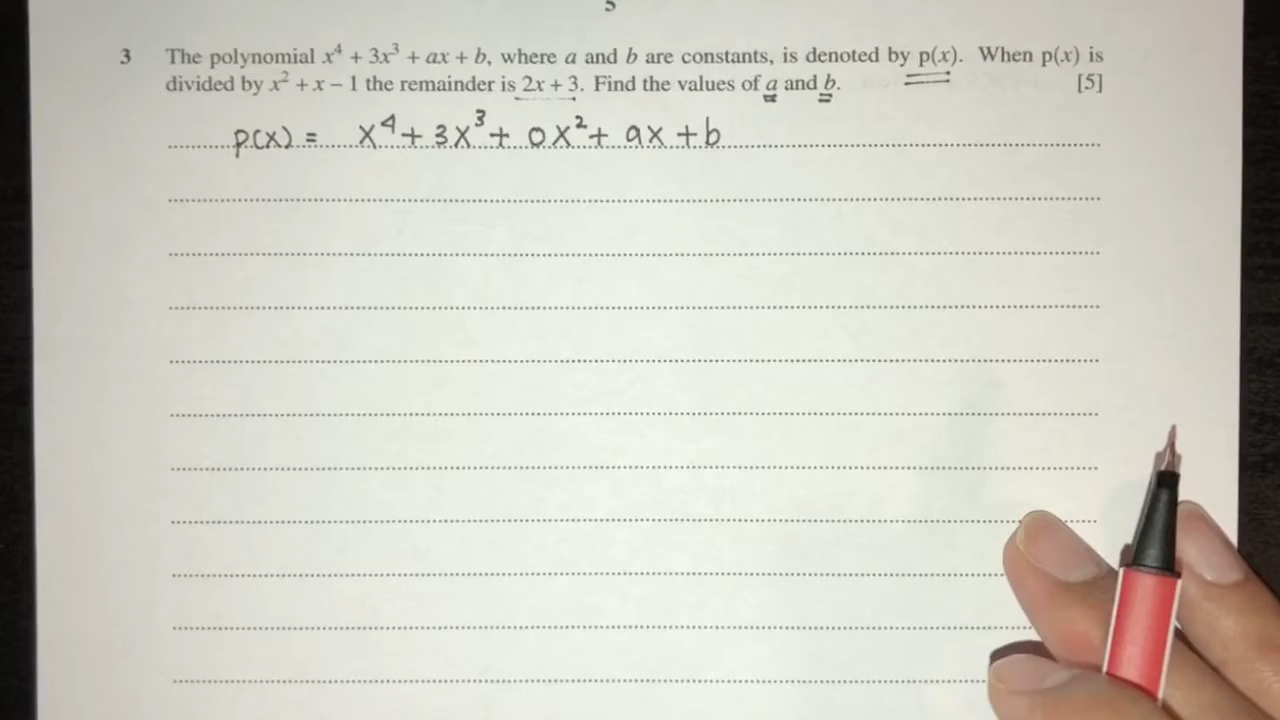 3 The polynomial x⁴ + 3x³ + ax + b, where a and b are constants, is denoted by p(x). When p(x) is
divided by x² + x − 1 the remainder is 2x + 3. Find the values of a and b. [5]
p(x) = x⁴ + 3x³ + 0x² + ax + b